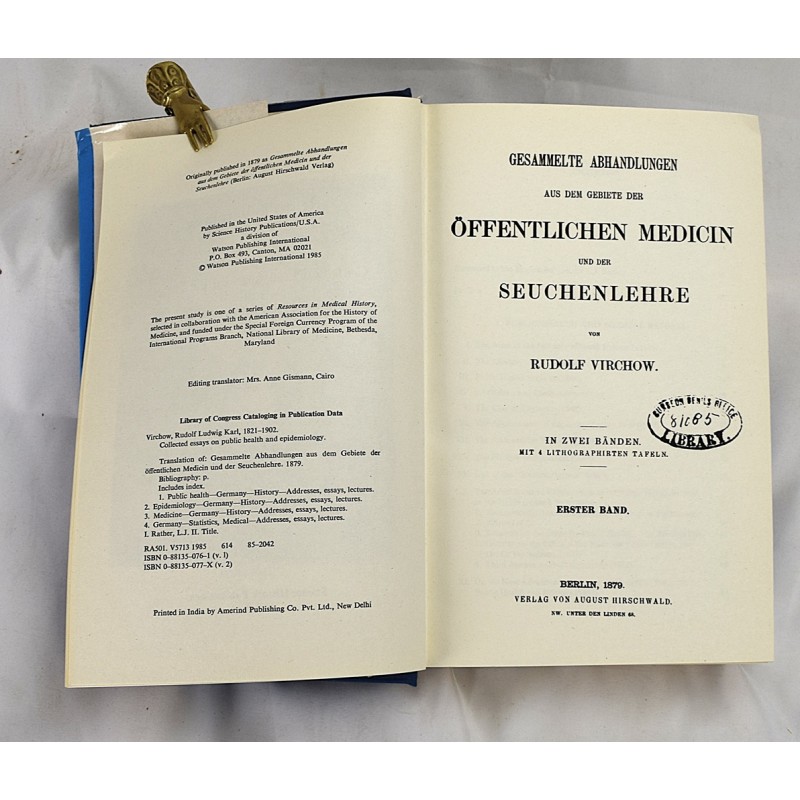 Originally published in 1879 as Gesammelte Abhandlungen
aus dem Gebiete der öffentlichen Medicin und der
Seuchenlehre (Berlin: August Hirschwald Verlag)
Published in the United States of America
by Science History Publications/U.S.A.
a division of
Watson Publishing International
P.O. Box 493, Canton, MA 02021
© Watson Publishing International 1985
The present study is one of a series of Resources in Medical History,
selected in collaboration with the American Association for the History of
Medicine, and funded under the Special Foreign Currency Program of the
International Programs Branch, National Library of Medicine, Bethesda,
Maryland
Editing translator: Mrs. Anne Gismann, Cairo
Library of Congress Cataloging in Publication Data
Virchow, Rudolf Ludwig Karl, 1821–1902.
Collected essays on public health and epidemiology.
Translation of: Gesammelte Abhandlungen aus dem Gebiete der
öffentlichen Medicin und der Seuchenlehre. 1879.
Bibliography: p.
Includes index.
1. Public health—Germany—History—Addresses, essays, lectures.
2. Epidemiology—Germany—History—Addresses, essays, lectures.
3. Medicine—Germany—History—Addresses, essays, lectures.
4. Germany—Statistics, Medical—Addresses, essays, lectures.
I. Rather, L.J. II. Title.
RA501. V5713 1985 614 85-2042
ISBN 0-88135-076-1 (v. 1)
ISBN 0-88135-077-X (v. 2)
Printed in India by Amerind Publishing Co. Pvt. Ltd., New Delhi
GESAMMELTE ABHANDLUNGEN
AUS DEM GEBIETE DER
ÖFFENTLICHEN MEDICIN
UND DER
SEUCHENLEHRE
VON
RUDOLF VIRCHOW.
SURGEON GEN'LS OFFICE
81085
LIBRARY.
IN ZWEI BÄNDEN.
MIT 4 LITHOGRAPHIRTEN TAFELN.
ERSTER BAND.
BERLIN, 1879.
VERLAG VON AUGUST HIRSCHWALD.
NW. UNTER DEN LINDEN 68.